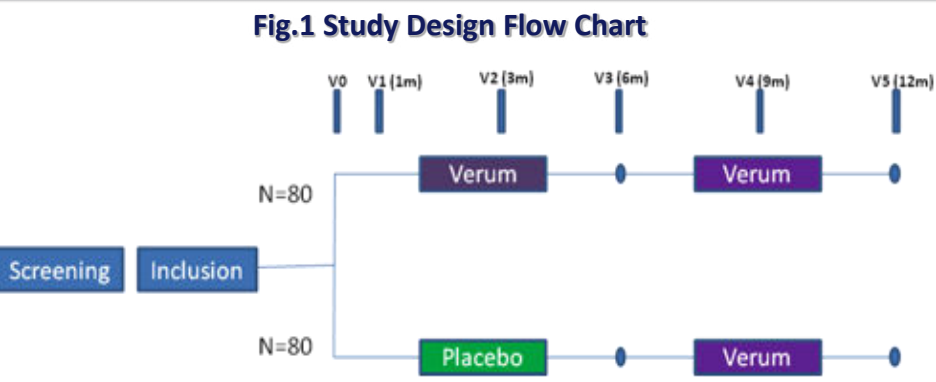 Fig.1 Study Design Flow Chart
V0 V1 (1m) V2 (3m) V3 (6m) V4 (9m) V5 (12m)
Verum Verum
N=80
Screening Inclusion
N=80
Placebo Verum